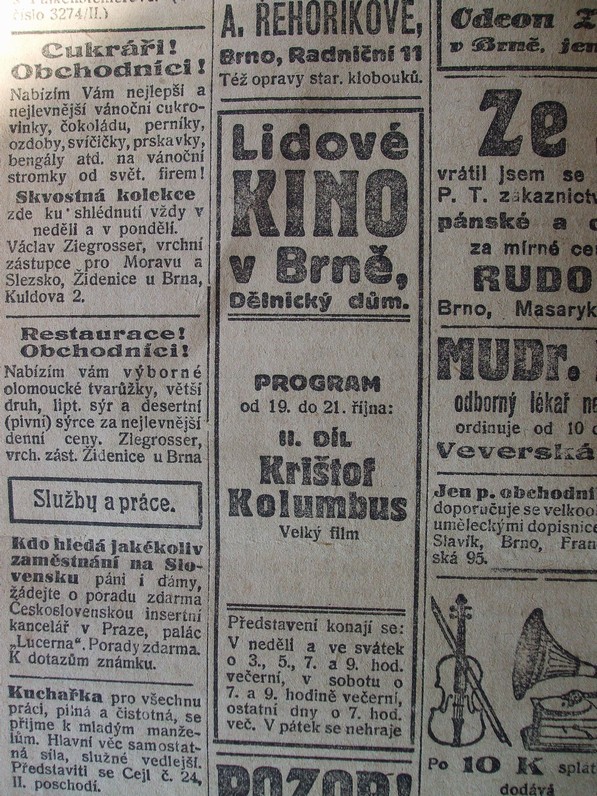 číslo 3274/II.)
Cukráři!
Obchodníci!
Nabízím Vám nejlepší a
nejlevnější vánoční cukro-
vinky, čokoládu, perníky,
ozdoby, svíčičky, prskavky,
bengály atd. na vánoční
stromky od svět. firem!
Skvostná kolekce
zde ku shlédnutí vždy v
neděli a v pondělí.
Václav Ziegrosser, vrchní
zástupce pro Moravu a
Slezsko, Židenice u Brna,
Kuldova 2.
Restaurace!
Obchodníci!
Nabízím vám výborné
olomoucké tvarůžky, větší
druh, lipt. sýr a desertní
(pivní) sýrce za nejlevnější
denní ceny. Ziegrosser,
vrch. zást. Židenice u Brna
Služby a práce.
Kdo hledá jakékoliv
zaměstnání na Slo-
vensku páni i dámy,
žádejte o poradu zdarma
Československou insertní
kancelář v Praze, palác
„Lucerna“. Porady zdarma.
K dotazům známku.
Kuchařka pro všechnu
práci, pilná a čistotná, se
přijme k mladým manže-
lům. Hlavní věc samostat-
ná síla, služné vedlejší.
Představiti se Cejl č. 24,
II. poschodí.
A. ŘEHOŘIKOVÉ,
Brno, Radniční 11
Též opravy star. klobouků.
Lidové
KINO
v Brně,
Dělnický dům.
PROGRAM
od 19. do 21. října:
II. DÍL
Krištof
Kolumbus
Velký film
Představení konají se:
V neděli a ve svátek
o 3., 5., 7. a 9. hod.
večerní, v sobotu o
7. a 9. hodině večerní,
ostatní dny o 7. hod.
več. V pátek se nehraje
POZOR!
Odeon
v Brně, jen
Ze
vrátil jsem se
P. T. zákaznictv
pánské a
za mírné ce
RUDO
Brno, Masaryk
MUDr.
odborný lékař ne
ordinuje od 10
Veverská
Jen p. obchodní
doporučuje se velkoo
uměleckými dopisnice
Slavík, Brno, Fran
ská 95.
Po 10 K splát
dodává